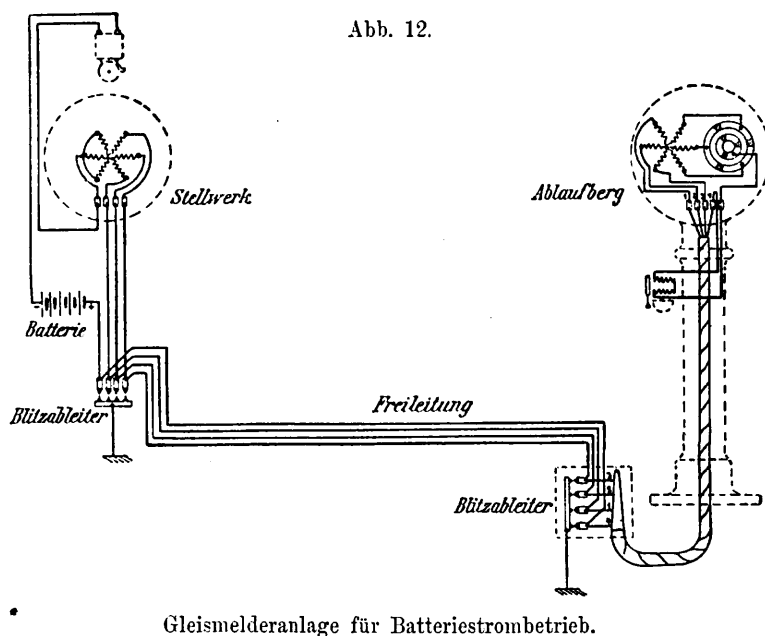 Abb. 12.
Stellwerk
Ablaufberg
Batterie
Blitzableiter
Freileitung
Blitzableiter
Gleismelderanlage für Batteriestrombetrieb.